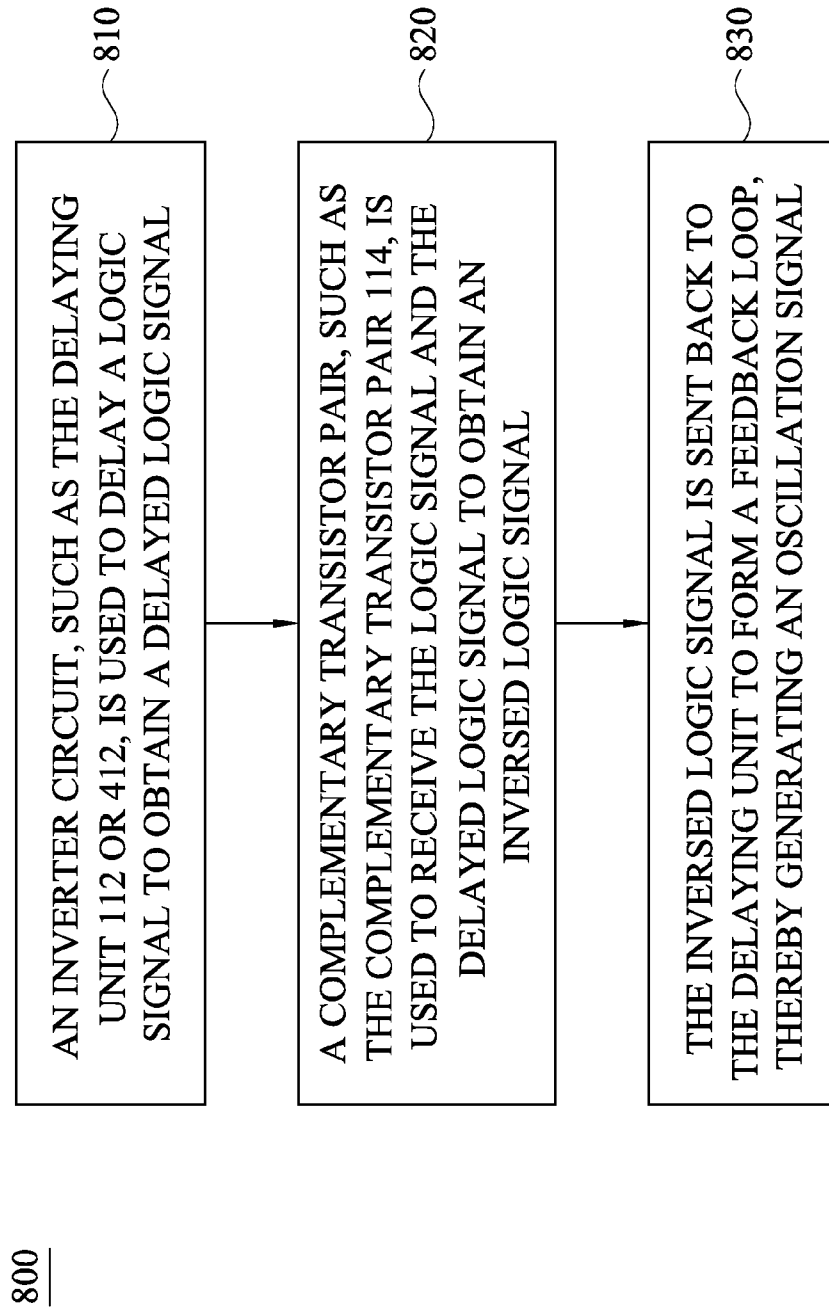 800
AN INVERTER CIRCUIT, SUCH AS THE DELAYING
UNIT 112 OR 412, IS USED TO DELAY A LOGIC
SIGNAL TO OBTAIN A DELAYED LOGIC SIGNAL
810
A COMPLEMENTARY TRANSISTOR PAIR, SUCH AS
THE COMPLEMENTARY TRANSISTOR PAIR 114, IS
USED TO RECEIVE THE LOGIC SIGNAL AND THE
DELAYED LOGIC SIGNAL TO OBTAIN AN
INVERSED LOGIC SIGNAL
820
THE INVERSED LOGIC SIGNAL IS SENT BACK TO
THE DELAYING UNIT TO FORM A FEEDBACK LOOP,
THEREBY GENERATING AN OSCILLATION SIGNAL
830